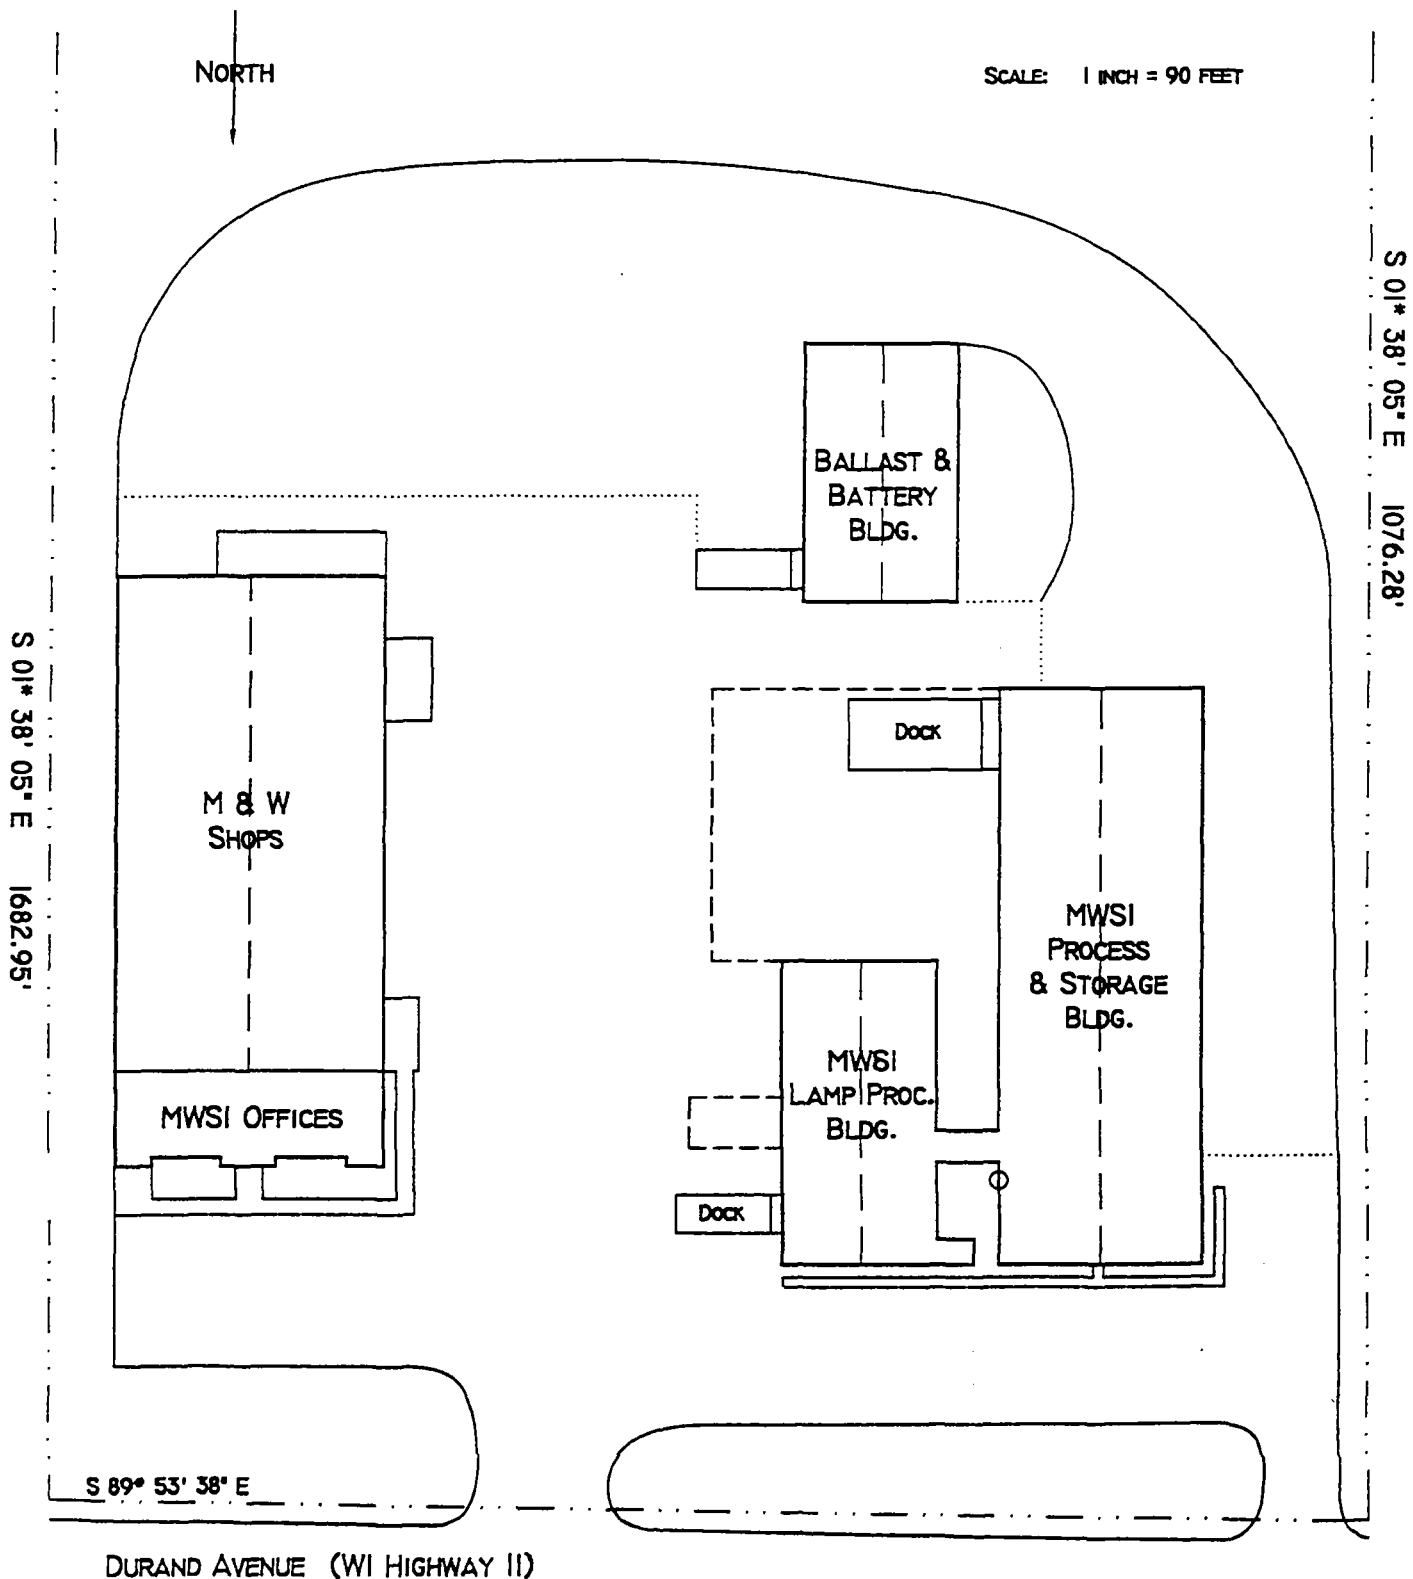 NORTH
SCALE: 1 INCH = 90 FEET
S 01* 38' 05" E 1076.28'
BALLAST &
BATTERY
BLDG.
S 01* 38' 05" E 1682.95'
DOCK
M & W
SHOPS
MWSI
PROCESS
& STORAGE
BLDG.
MWSI
LAMP PROC.
BLDG.
MWSI OFFICES
DOCK
S 89* 53' 38" E
DURAND AVENUE (WI HIGHWAY 11)